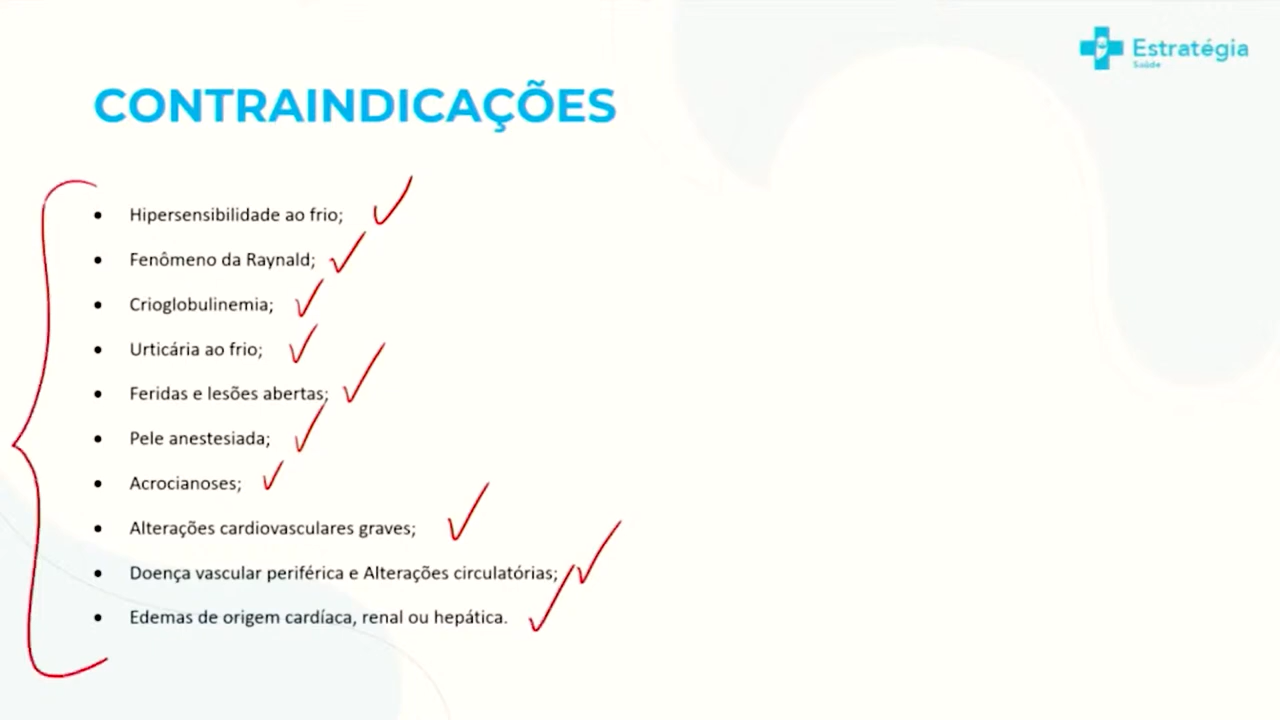 Estratégia
Saúde
CONTRAINDICAÇÕES
• Hipersensibilidade ao frio;
• Fenômeno da Raynald;
• Crioglobulinemia;
• Urticária ao frio;
• Feridas e lesões abertas;
• Pele anestesiada;
• Acrocianoses;
• Alterações cardiovasculares graves;
• Doença vascular periférica e Alterações circulatórias;
• Edemas de origem cardíaca, renal ou hepática.